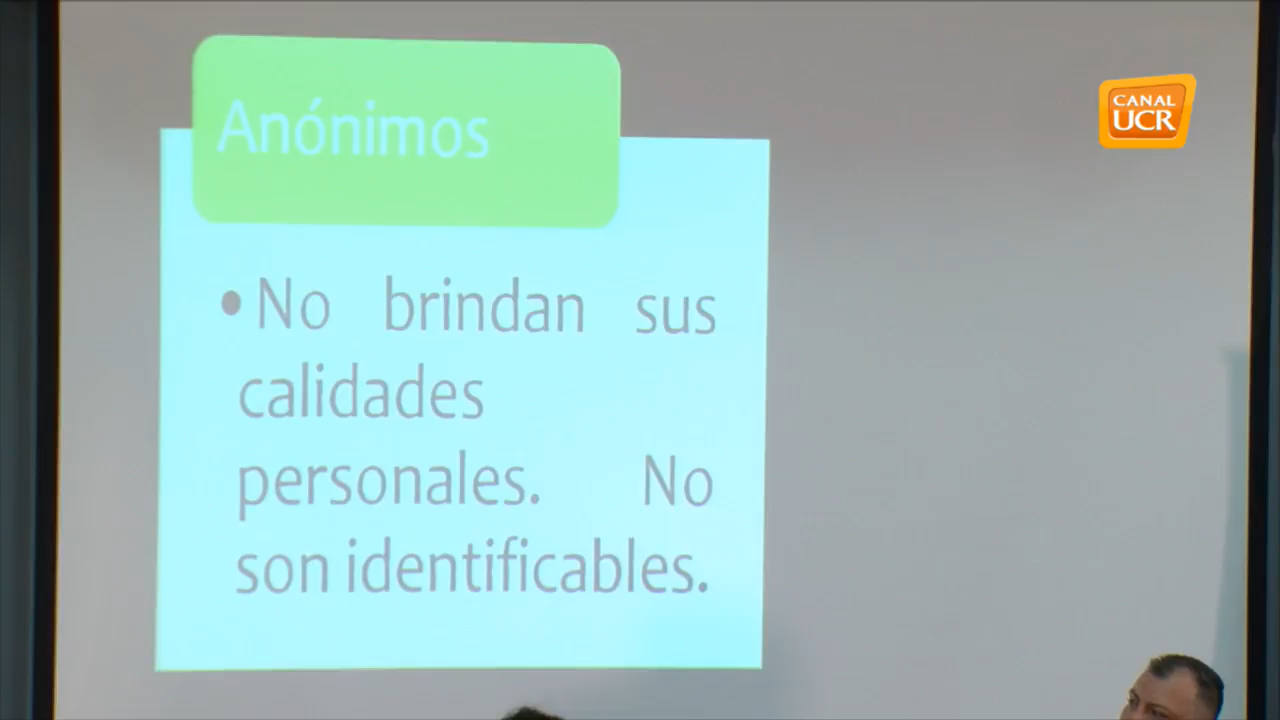 Anónimos
CANAL
UCR
• No brindan sus
calidades
personales. No
son identificables.